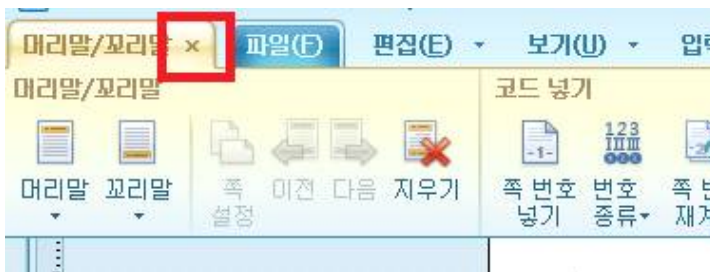 머리말/꼬리말 × 파일(F) 편집(E) 보기(U)
머리말/꼬리말 코드 넣기
머리말 꼬리말 쪽 설정 이전 다음 지우기 쪽 번호 넣기 번호 종류